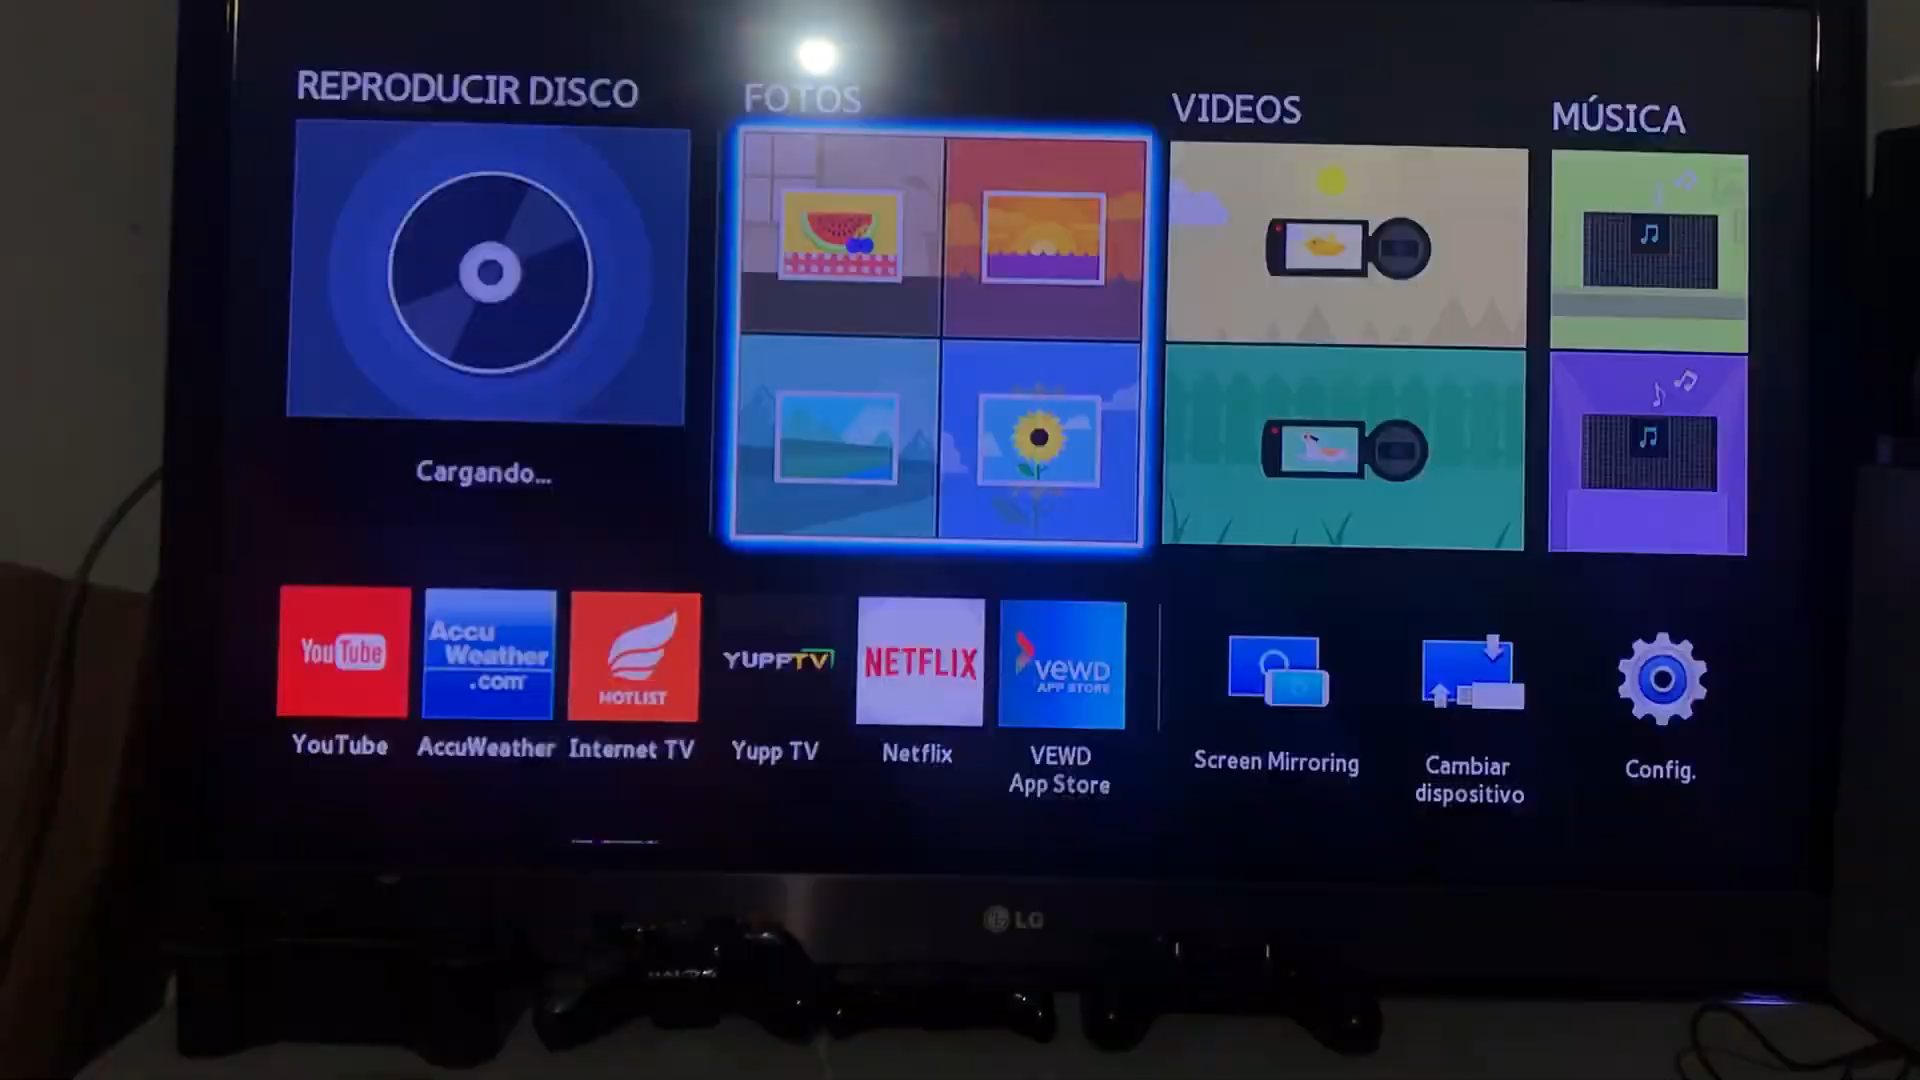 REPRODUCIR DISCO
FOTOS
VIDEOS
MÚSICA
Cargando...
YouTube
Accu
Weather
.com
HOTLIST
YUPPTV
NETFLIX
VEWD
APP STORE
YouTube
AccuWeather
Internet TV
Yupp TV
Netflix
VEWD
App Store
Screen Mirroring
Cambiar
dispositivo
Config.
LG